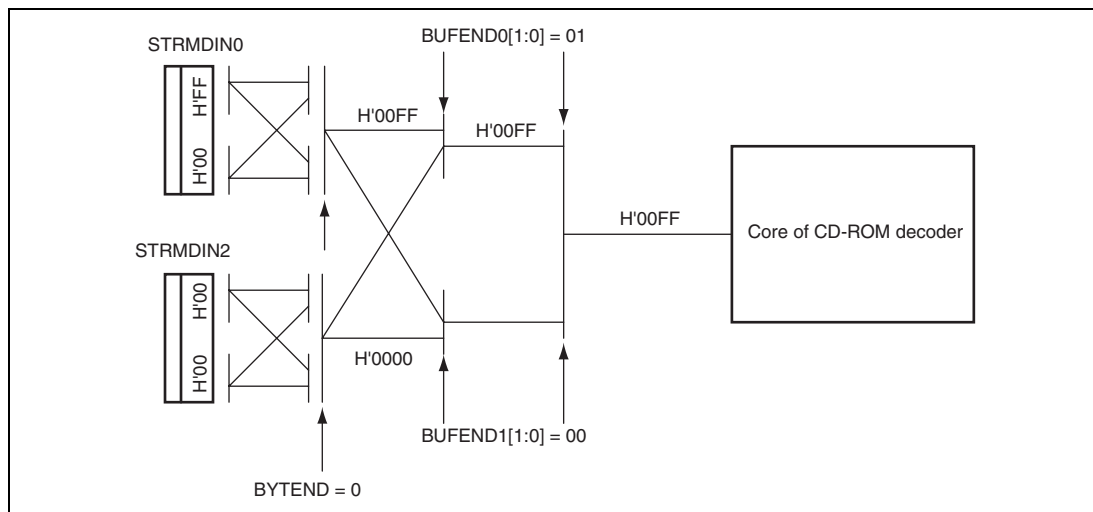 STRMDIN0
H'FF
H'00
BUFEND0[1:0] = 01
H'00FF
H'00FF
H'00FF
Core of CD-ROM decoder
STRMDIN2
H'00
H'00
H'0000
BUFEND1[1:0] = 00
BYTEND = 0